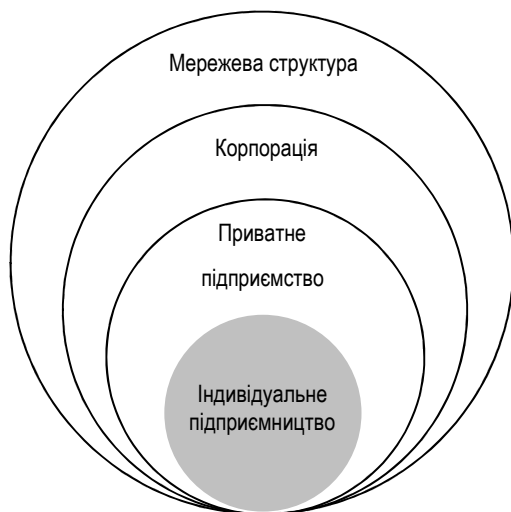 Мережева структура
Корпорація
Приватне
підприємство
Індивідуальне
підприємництво